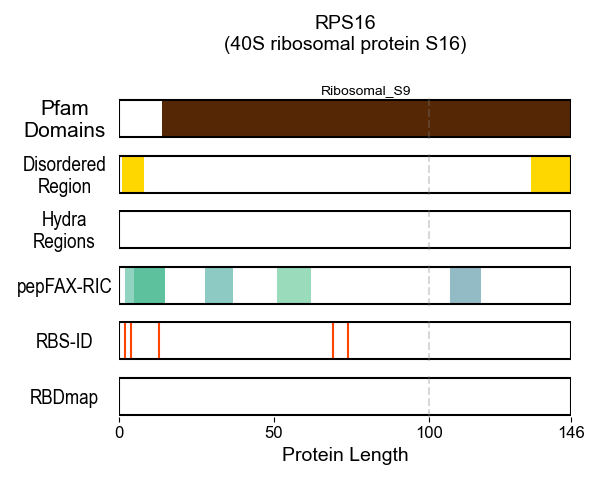 RPS16
(40S ribosomal protein S16)
Ribosomal_S9
Pfam
Domains
Disordered
Region
Hydra
Regions
pepFAX-RIC
RBS-ID
RBDmap
0 50 100 146
Protein Length